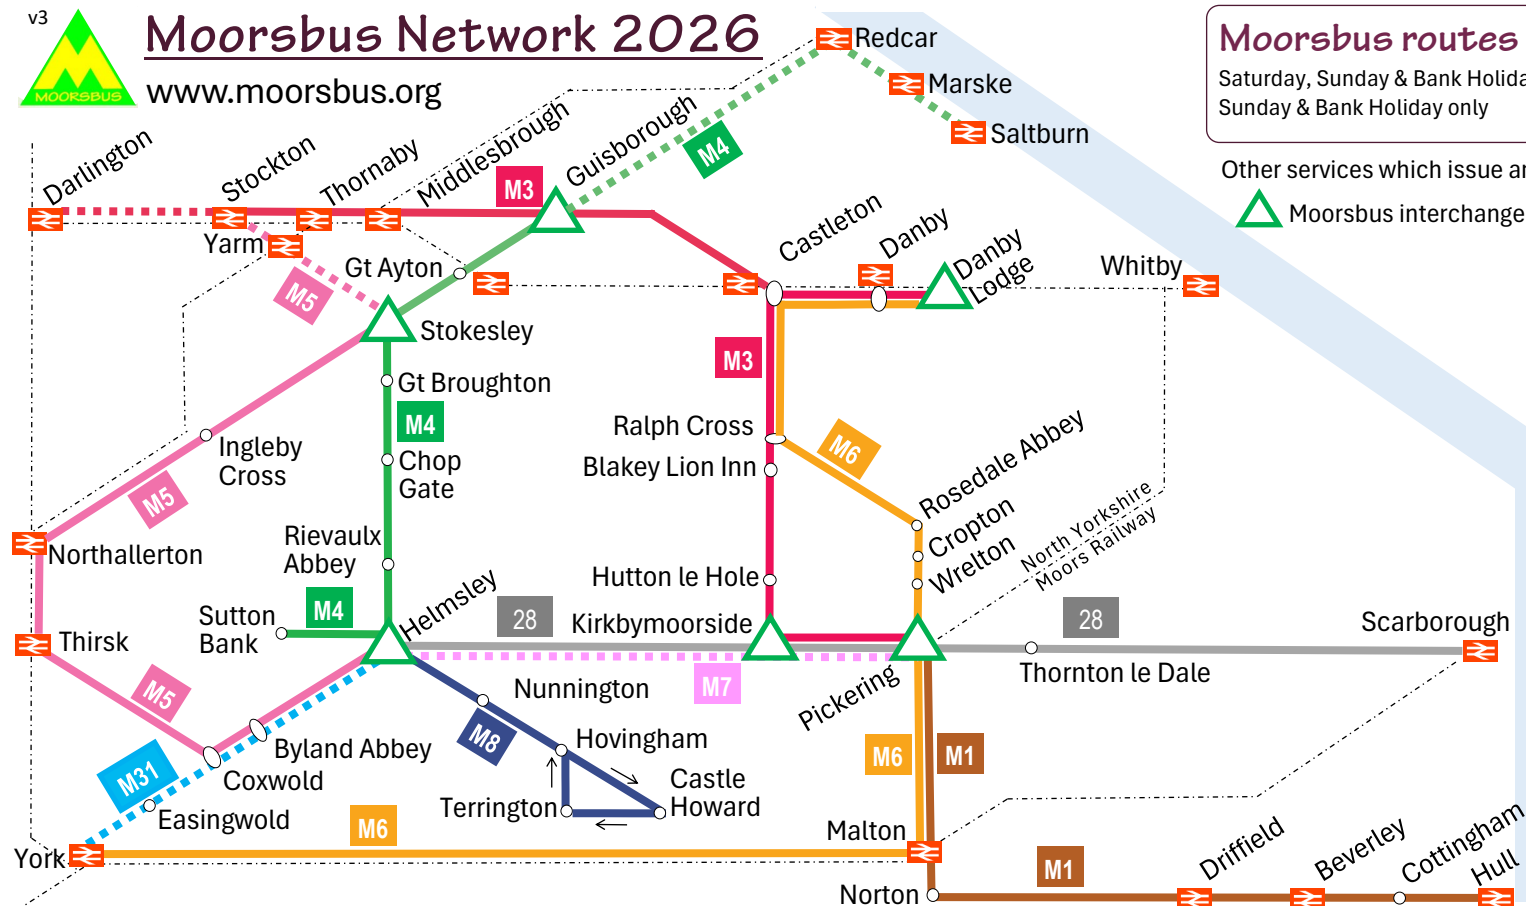 v3
MOORSBUS
Moorsbus Network 2026
www.moorsbus.org
Moorsbus routes
Saturday, Sunday & Bank Holida
Sunday & Bank Holiday only
Other services which issue an
Moorsbus interchange
Redcar
Marske
Saltburn
Darlington
Stockton
Thornaby
Middlesbrough
Guisborough
M4
M3
Yarm
M5
Gt Ayton
Castleton
Danby
Danby
Lodge
Whitby
Stokesley
Gt Broughton
M3
M4
Ralph Cross
Blakey Lion Inn
M6
Ingleby
Cross
Chop
Gate
M5
Rosedale Abbey
Cropton
Wrelton
North Yorkshire
Moors Railway
Northallerton
Rievaulx
Abbey
Hutton le Hole
Sutton
Bank
M4
Helmsley
28
Kirkbymoorside
28
Scarborough
Thirsk
M5
Nunnington
M7
Pickering
Thornton le Dale
Byland Abbey
Coxwold
M31
M8
Hovingham
M6
M1
Castle
Howard
Terrington
Easingwold
M6
Malton
York
Norton
M1
Driffield
Beverley
Cottingham
Hull